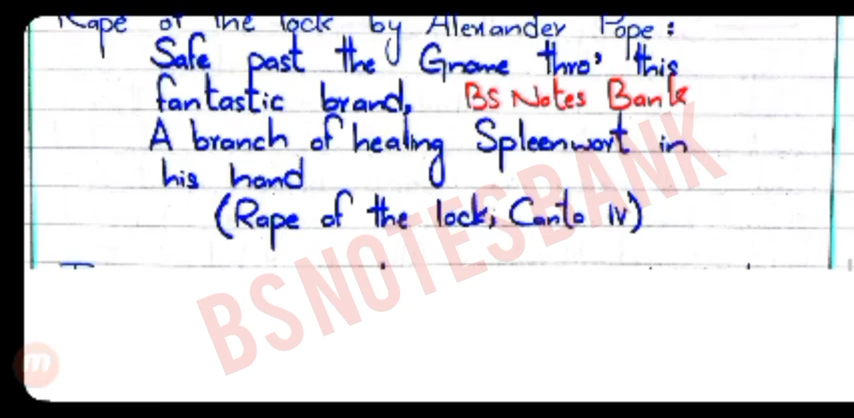 Rape of the lock by Alexander Pope :
Safe past the Gnome thro' this
fantastic brand, BS Notes Bank
A branch of healing Spleenwort in
his hand
(Rape of the lock, Canto IV)
BSNOTESBANK
m